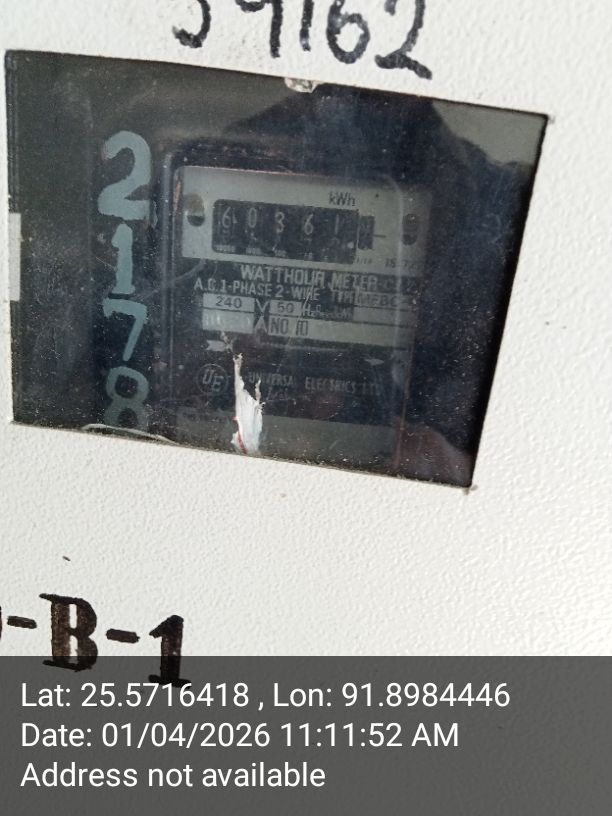 59162
2178
kWh
60361
WATTHOUR METER
A.C. 1-PHASE 2-WIRE TYPE
240 V 50
A NO.
UE UNIVERSAL ELECTRICS LTD
-B-1
Lat: 25.5716418 , Lon: 91.8984446
Date: 01/04/2026 11:11:52 AM
Address not available